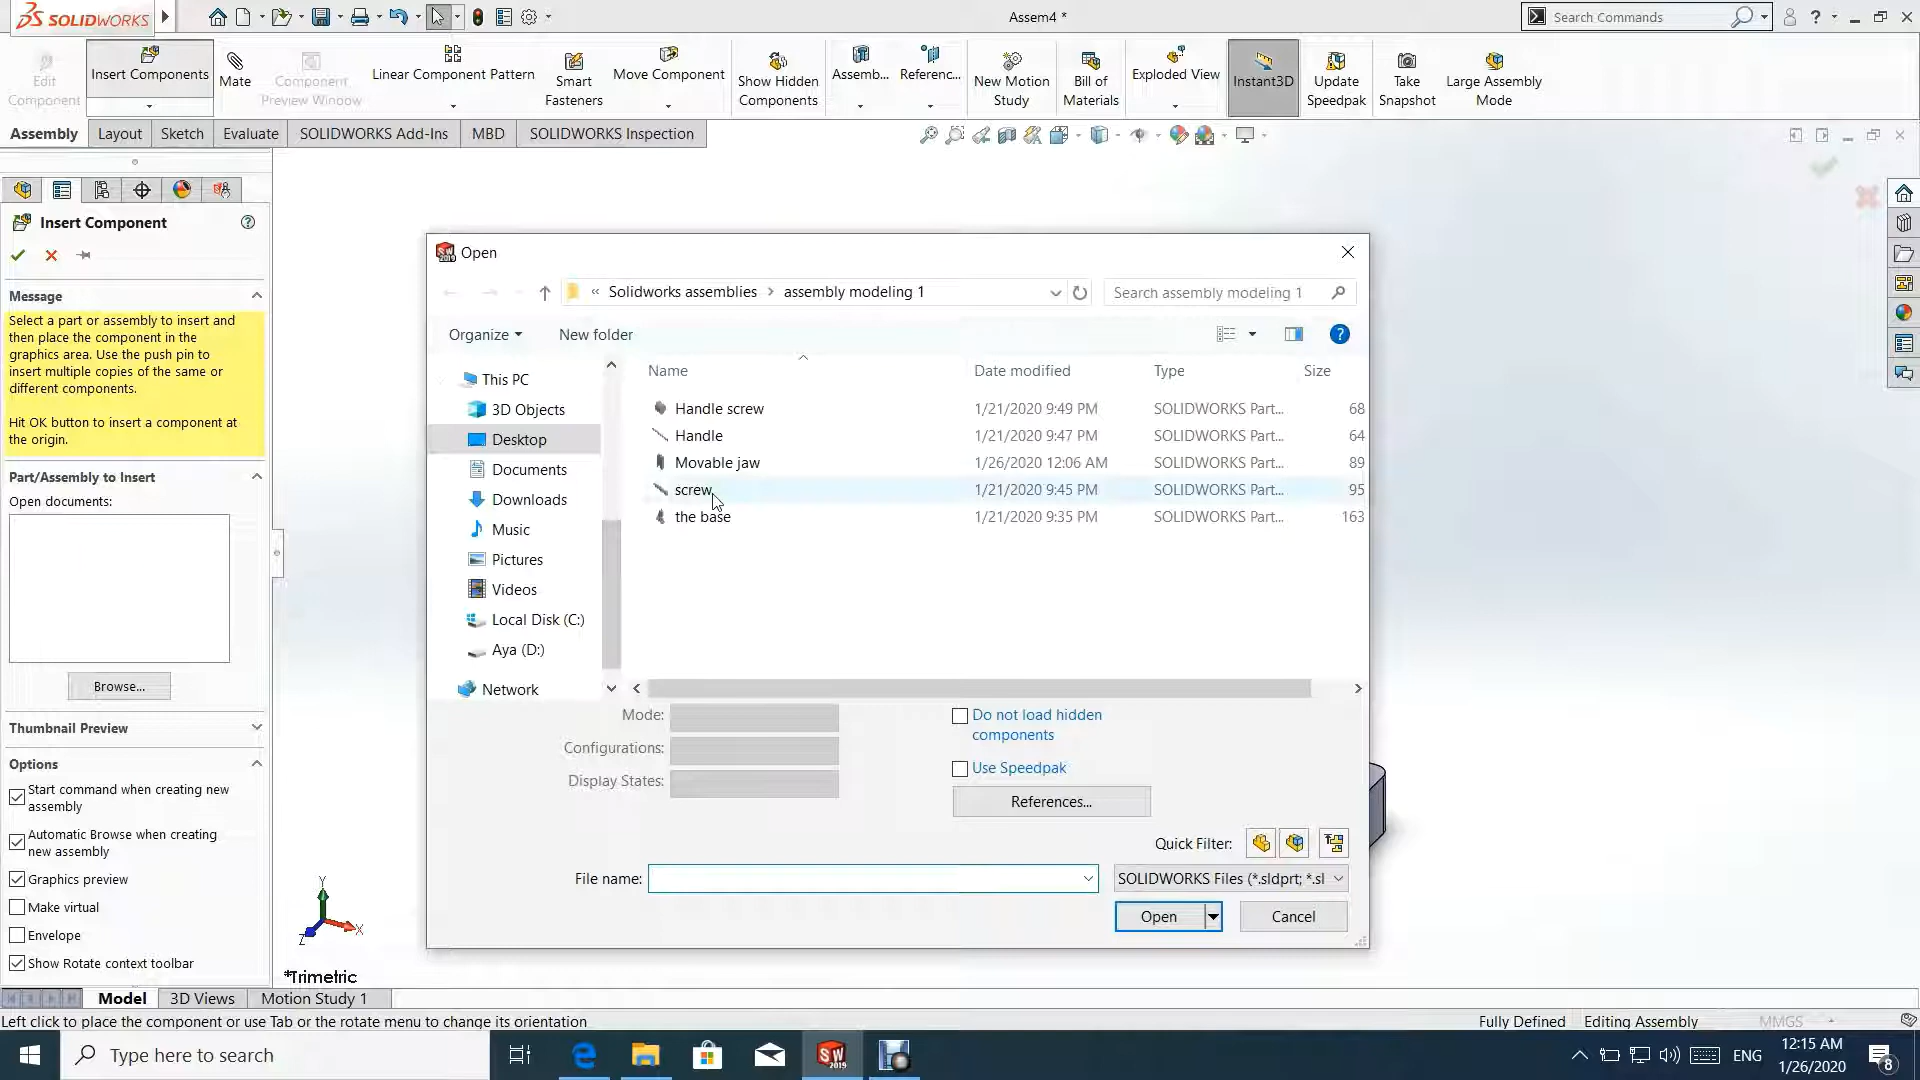 SOLIDWORKS
Assem4 *
Search Commands
Edit Component
Insert Components
Mate
Component Preview Window
Linear Component Pattern
Smart Fasteners
Move Component
Show Hidden Components
Assemb...
Referenc...
New Motion Study
Bill of Materials
Exploded View
Instant3D
Update Speedpak
Take Snapshot
Large Assembly Mode
Assembly
Layout
Sketch
Evaluate
SOLIDWORKS Add-Ins
MBD
SOLIDWORKS Inspection
Insert Component
Message
Select a part or assembly to insert and
then place the component in the
graphics area. Use the push pin to
insert multiple copies of the same or
different components.
Hit OK button to insert a component at
the origin.
Part/Assembly to Insert
Open documents:
Browse...
Thumbnail Preview
Options
Start command when creating new
assembly
Automatic Browse when creating
new assembly
Graphics preview
Make virtual
Envelope
Show Rotate context toolbar
Open
« Solidworks assemblies > assembly modeling 1
Search assembly modeling 1
Organize
New folder
This PC
3D Objects
Desktop
Documents
Downloads
Music
Pictures
Videos
Local Disk (C:)
Aya (D:)
Network
Name Date modified Type Size
Handle screw 1/21/2020 9:49 PM SOLIDWORKS Part... 68
Handle 1/21/2020 9:47 PM SOLIDWORKS Part... 64
Movable jaw 1/26/2020 12:06 AM SOLIDWORKS Part... 89
screw 1/21/2020 9:45 PM SOLIDWORKS Part... 95
the base 1/21/2020 9:35 PM SOLIDWORKS Part... 163
Mode:
Configurations:
Display States:
Do not load hidden
components
Use Speedpak
References...
Quick Filter:
File name:
SOLIDWORKS Files (*.sldprt; *.sl
Open
Cancel
Y
X
Z
*Trimetric
Model
3D Views
Motion Study 1
Left click to place the component or use Tab or the rotate menu to change its orientation
Fully Defined
Editing Assembly
MMGS
Type here to search
SW
2019
ENG
12:15 AM
1/26/2020
8